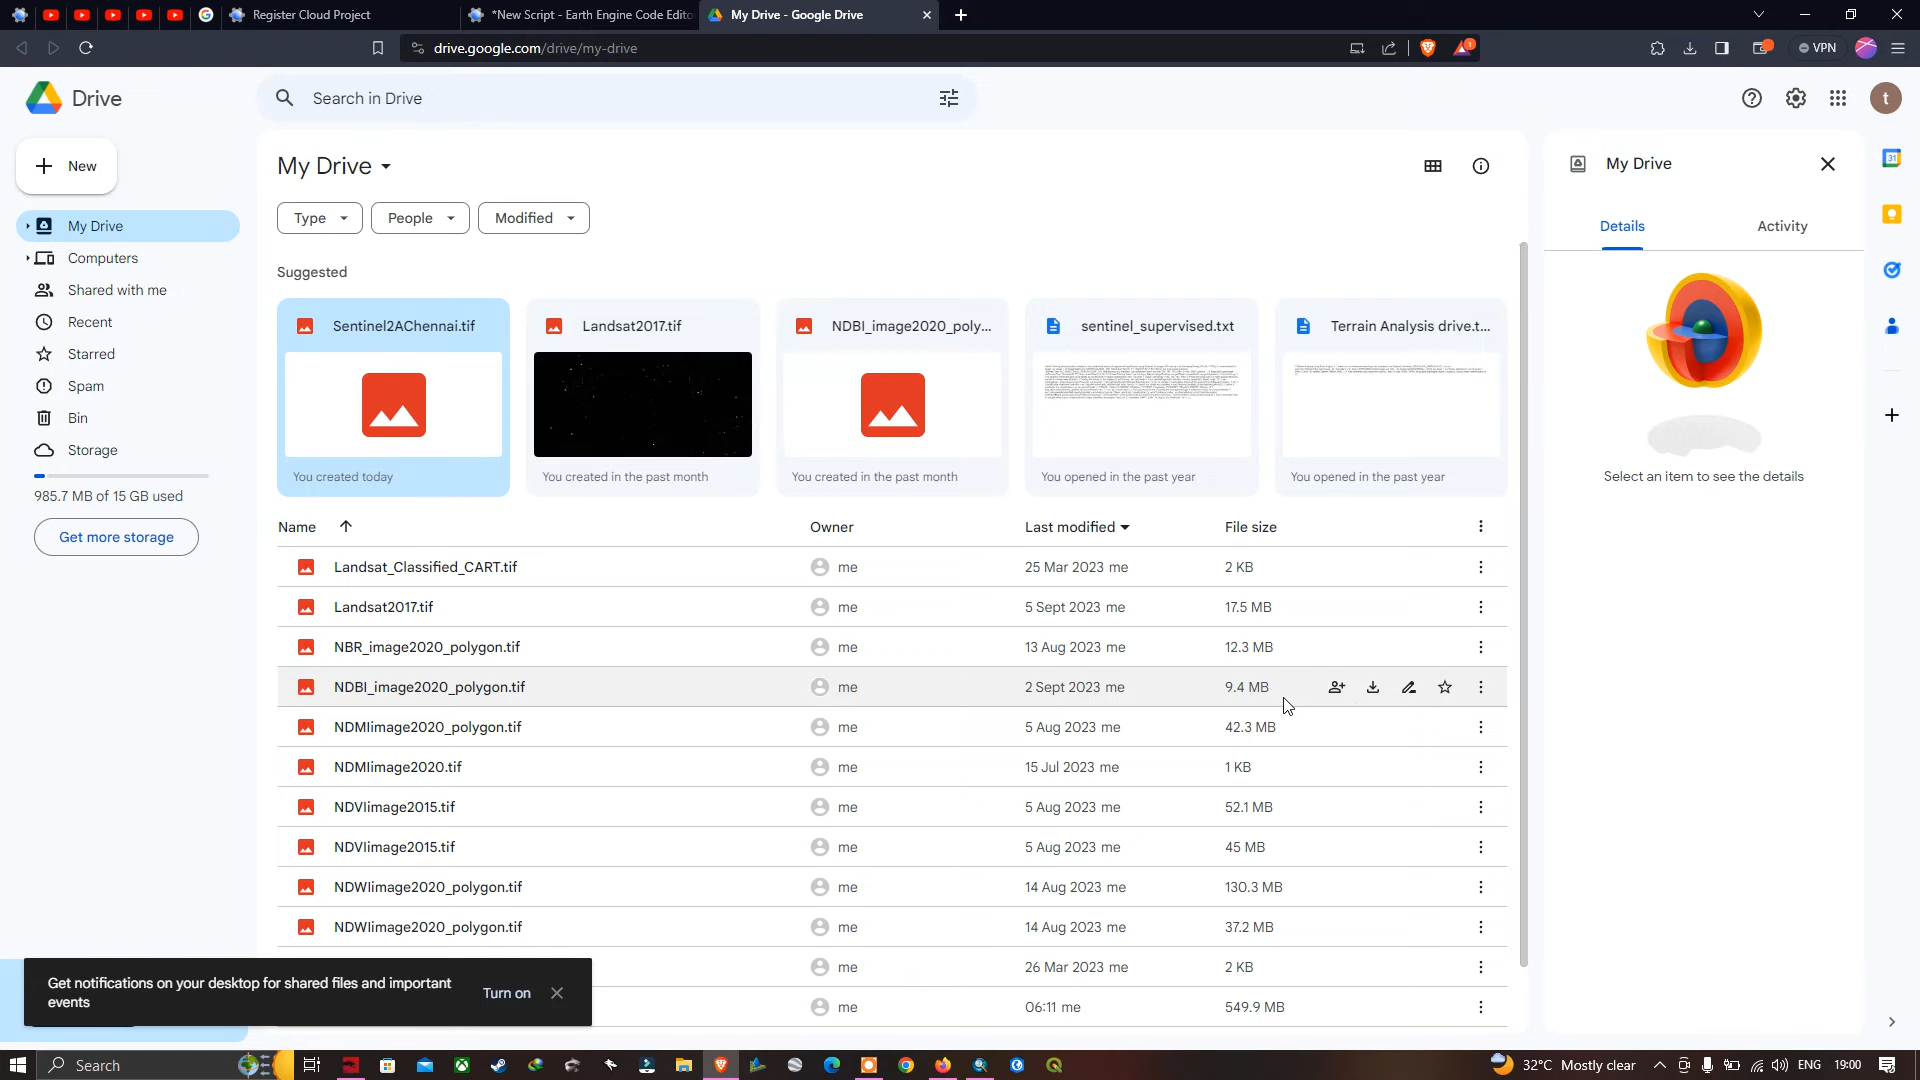 Register Cloud Project
*New Script - Earth Engine Code Edito
My Drive - Google Drive
drive.google.com/drive/my-drive
1
VPN
Drive
Search in Drive
t
New
My Drive
Type
People
Modified
My Drive
Details
Activity
31
My Drive
Computers
Shared with me
Recent
Starred
Spam
Bin
Storage
985.7 MB of 15 GB used
Get more storage
Suggested
Sentinel2AChennai.tif
You created today
Landsat2017.tif
You created in the past month
NDBI_image2020_poly...
You created in the past month
sentinel_supervised.txt
You opened in the past year
Terrain Analysis drive.t...
You opened in the past year
Select an item to see the details
Name Owner Last modified File size
Landsat_Classified_CART.tif me 25 Mar 2023 me 2 KB
Landsat2017.tif me 5 Sept 2023 me 17.5 MB
NBR_image2020_polygon.tif me 13 Aug 2023 me 12.3 MB
NDBI_image2020_polygon.tif me 2 Sept 2023 me 9.4 MB
NDMIimage2020_polygon.tif me 5 Aug 2023 me 42.3 MB
NDMIimage2020.tif me 15 Jul 2023 me 1 KB
NDVIimage2015.tif me 5 Aug 2023 me 52.1 MB
NDVIimage2015.tif me 5 Aug 2023 me 45 MB
NDWIimage2020_polygon.tif me 14 Aug 2023 me 130.3 MB
NDWIimage2020_polygon.tif me 14 Aug 2023 me 37.2 MB
me 26 Mar 2023 me 2 KB
me 06:11 me 549.9 MB
Get notifications on your desktop for shared files and important
events
Turn on
Search
32°C Mostly clear
ENG
19:00